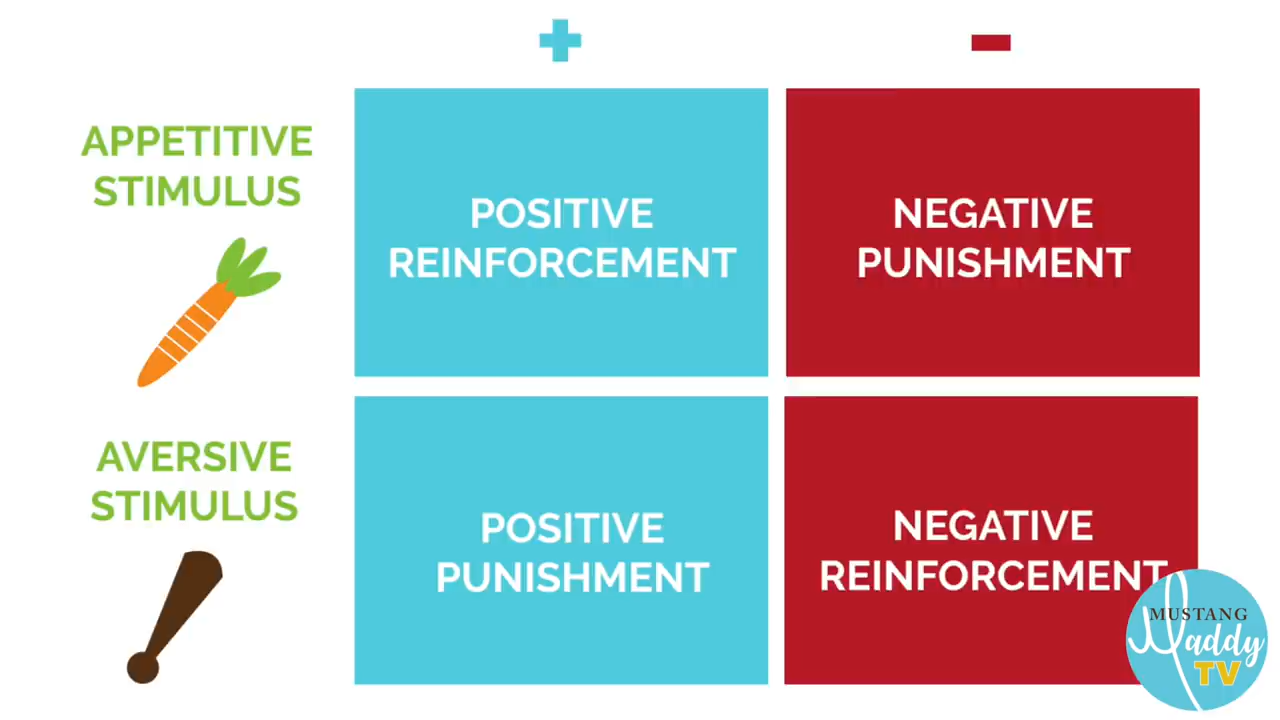 APPETITIVE
STIMULUS
POSITIVE
REINFORCEMENT
NEGATIVE
PUNISHMENT
AVERSIVE
STIMULUS
POSITIVE
PUNISHMENT
NEGATIVE
REINFORCEMENT
MUSTANG
Maddy
TV